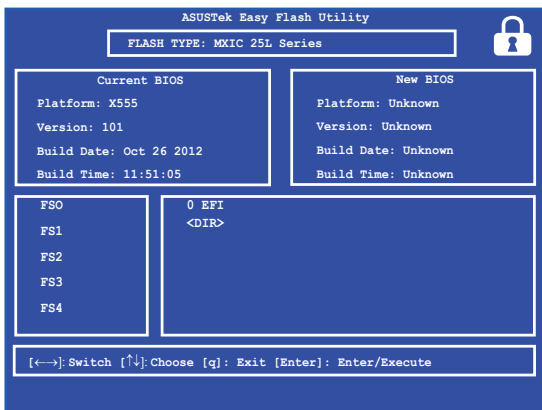 ASUSTek Easy Flash Utility
FLASH TYPE: MXIC 25L Series
Current BIOS
Platform: X555
Version: 101
Build Date: Oct 26 2012
Build Time: 11:51:05
New BIOS
Platform: Unknown
Version: Unknown
Build Date: Unknown
Build Time: Unknown
FSO
FS1
FS2
FS3
FS4
0 EFI
<DIR>
[←→]: Switch [↑↓]: Choose [q]: Exit [Enter]: Enter/Execute